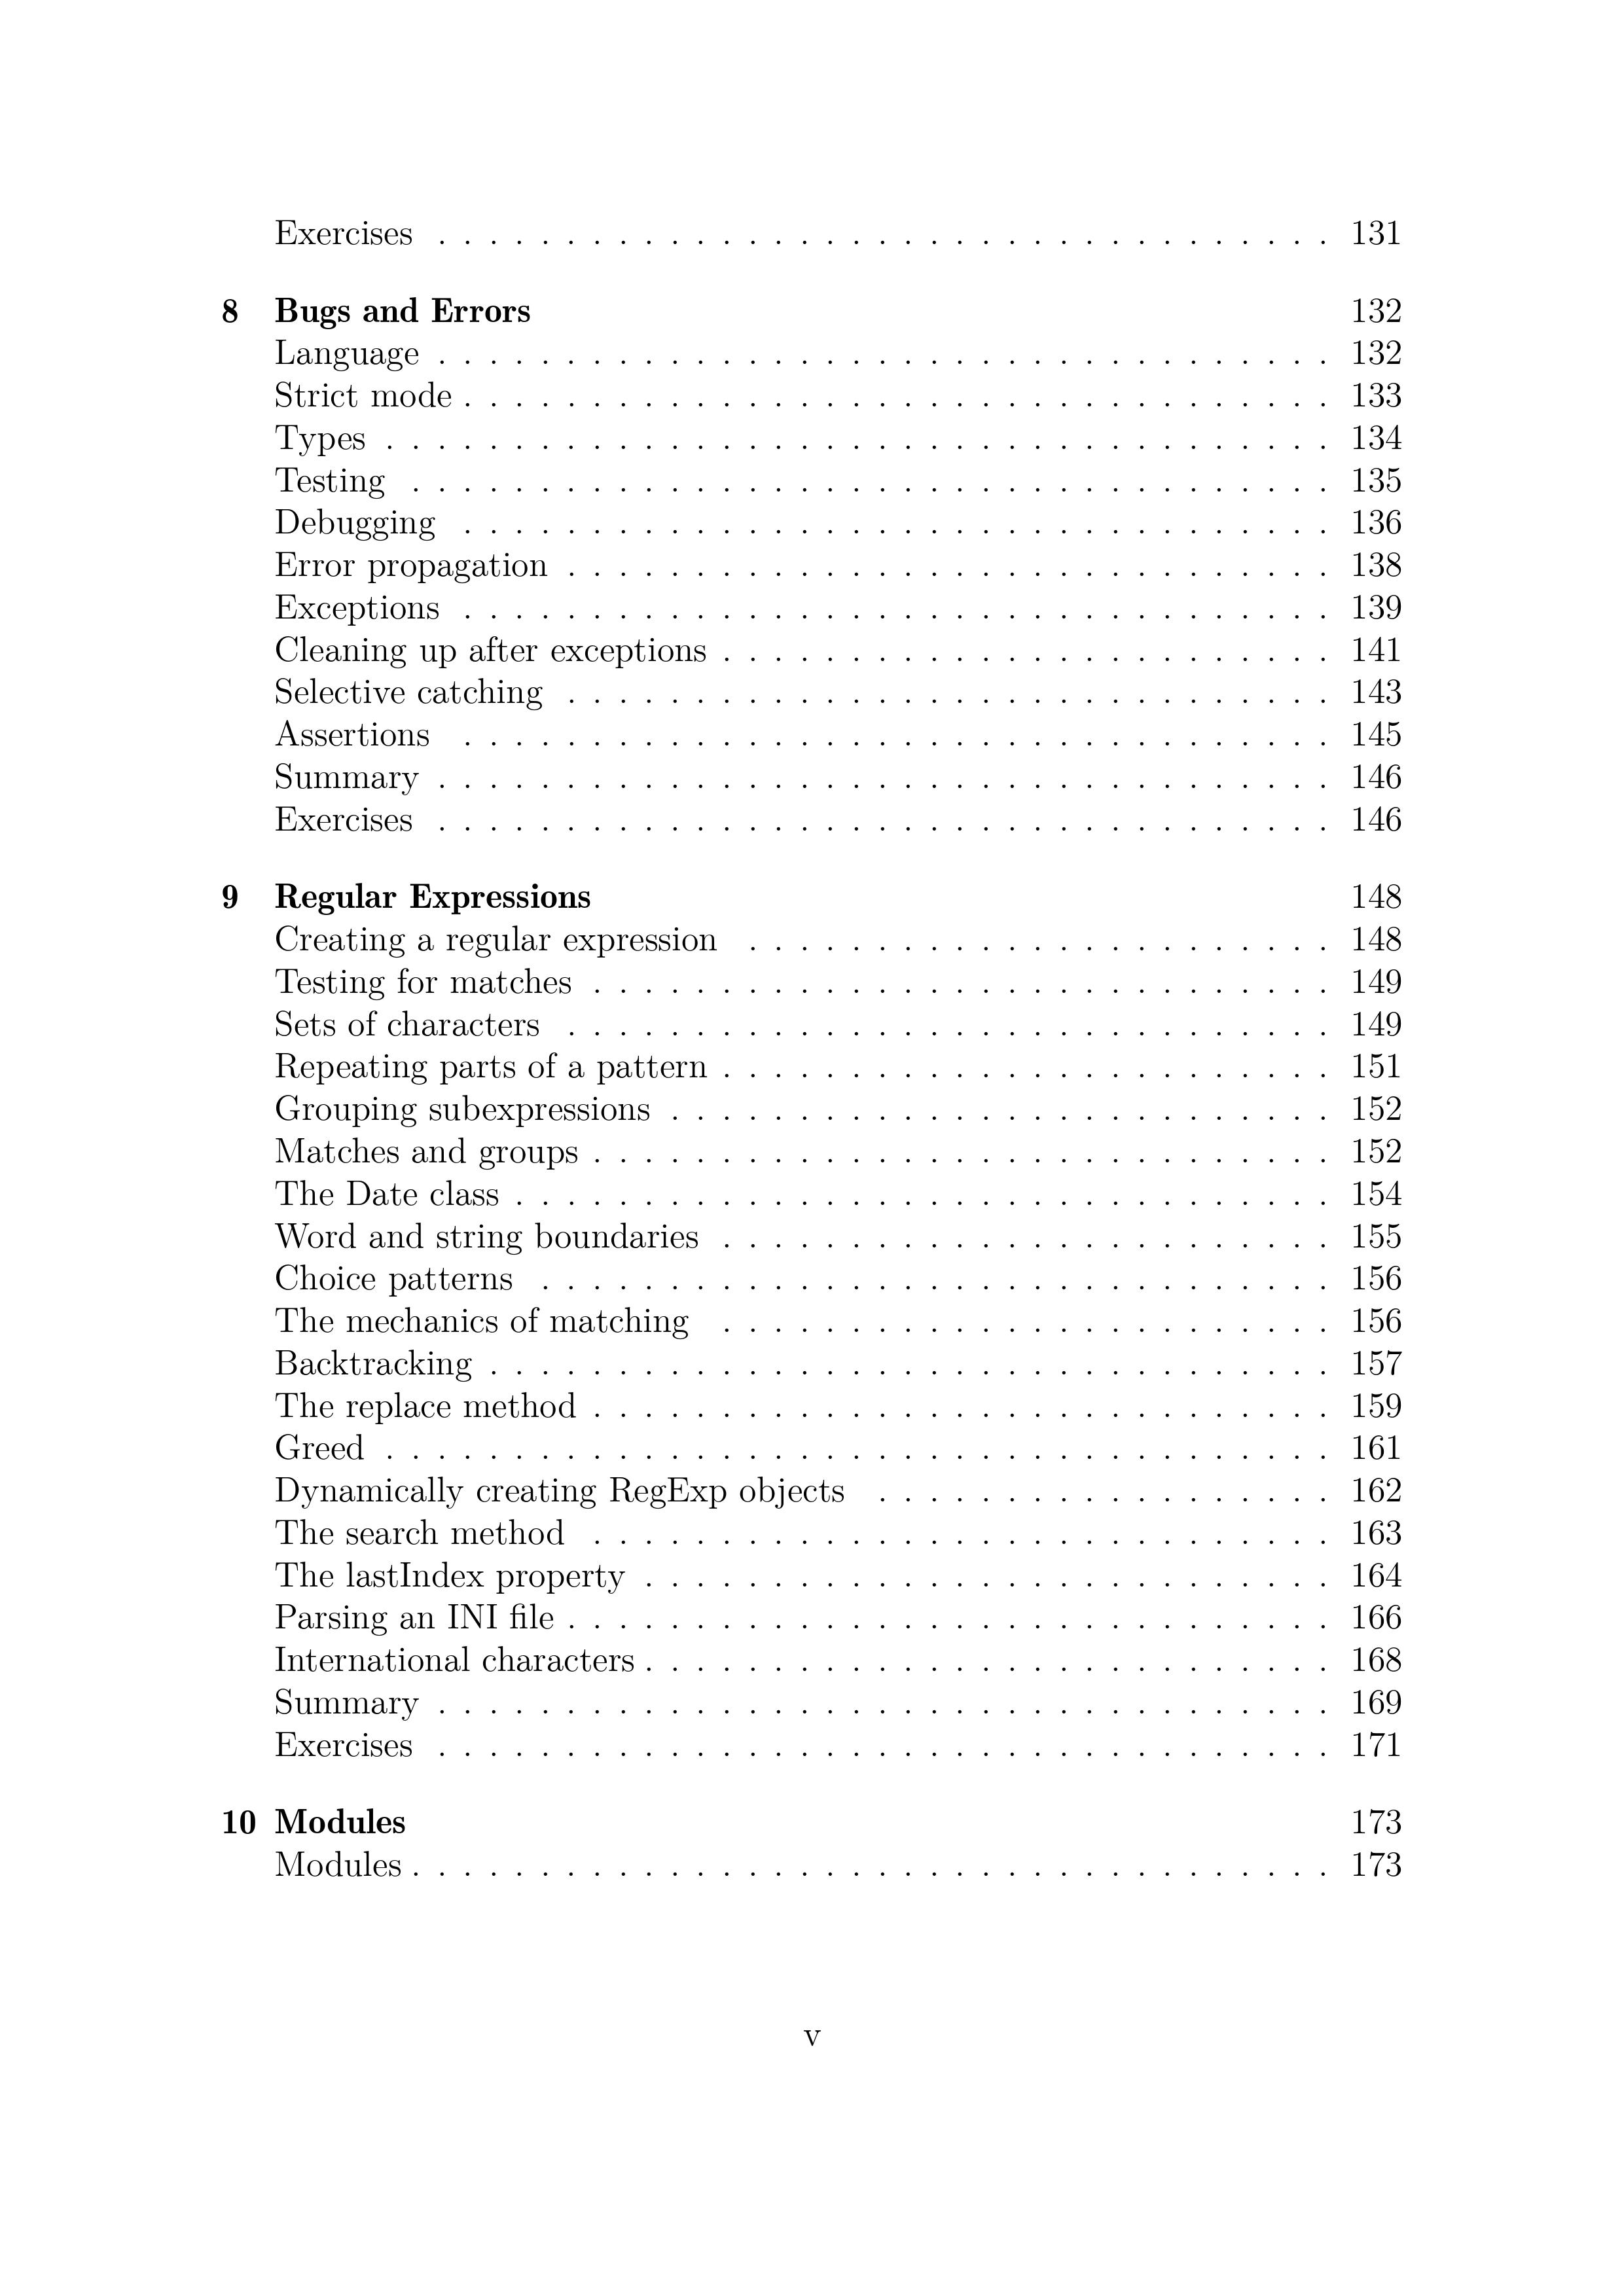 Exercises . . . . . . . . . . . . . . . . . . . . . . . . . . . . . . . . . . . 131
8 Bugs and Errors 132
Language . . . . . . . . . . . . . . . . . . . . . . . . . . . . . . . . . . . 132
Strict mode . . . . . . . . . . . . . . . . . . . . . . . . . . . . . . . . . . 133
Types . . . . . . . . . . . . . . . . . . . . . . . . . . . . . . . . . . . . . 134
Testing . . . . . . . . . . . . . . . . . . . . . . . . . . . . . . . . . . . . 135
Debugging . . . . . . . . . . . . . . . . . . . . . . . . . . . . . . . . . . 136
Error propagation . . . . . . . . . . . . . . . . . . . . . . . . . . . . . . 138
Exceptions . . . . . . . . . . . . . . . . . . . . . . . . . . . . . . . . . . 139
Cleaning up after exceptions . . . . . . . . . . . . . . . . . . . . . . . . 141
Selective catching . . . . . . . . . . . . . . . . . . . . . . . . . . . . . . 143
Assertions . . . . . . . . . . . . . . . . . . . . . . . . . . . . . . . . . . 145
Summary . . . . . . . . . . . . . . . . . . . . . . . . . . . . . . . . . . . 146
Exercises . . . . . . . . . . . . . . . . . . . . . . . . . . . . . . . . . . . 146
9 Regular Expressions 148
Creating a regular expression . . . . . . . . . . . . . . . . . . . . . . . 148
Testing for matches . . . . . . . . . . . . . . . . . . . . . . . . . . . . . 149
Sets of characters . . . . . . . . . . . . . . . . . . . . . . . . . . . . . . 149
Repeating parts of a pattern . . . . . . . . . . . . . . . . . . . . . . . . 151
Grouping subexpressions . . . . . . . . . . . . . . . . . . . . . . . . . . 152
Matches and groups . . . . . . . . . . . . . . . . . . . . . . . . . . . . . 152
The Date class . . . . . . . . . . . . . . . . . . . . . . . . . . . . . . . . 154
Word and string boundaries . . . . . . . . . . . . . . . . . . . . . . . . 155
Choice patterns . . . . . . . . . . . . . . . . . . . . . . . . . . . . . . . 156
The mechanics of matching . . . . . . . . . . . . . . . . . . . . . . . . 156
Backtracking . . . . . . . . . . . . . . . . . . . . . . . . . . . . . . . . . 157
The replace method . . . . . . . . . . . . . . . . . . . . . . . . . . . . . 159
Greed . . . . . . . . . . . . . . . . . . . . . . . . . . . . . . . . . . . . . 161
Dynamically creating RegExp objects . . . . . . . . . . . . . . . . . . 162
The search method . . . . . . . . . . . . . . . . . . . . . . . . . . . . . 163
The lastIndex property . . . . . . . . . . . . . . . . . . . . . . . . . . . 164
Parsing an INI file . . . . . . . . . . . . . . . . . . . . . . . . . . . . . . 166
International characters . . . . . . . . . . . . . . . . . . . . . . . . . . . 168
Summary . . . . . . . . . . . . . . . . . . . . . . . . . . . . . . . . . . . 169
Exercises . . . . . . . . . . . . . . . . . . . . . . . . . . . . . . . . . . . 171
10 Modules 173
Modules . . . . . . . . . . . . . . . . . . . . . . . . . . . . . . . . . . . . 173
v